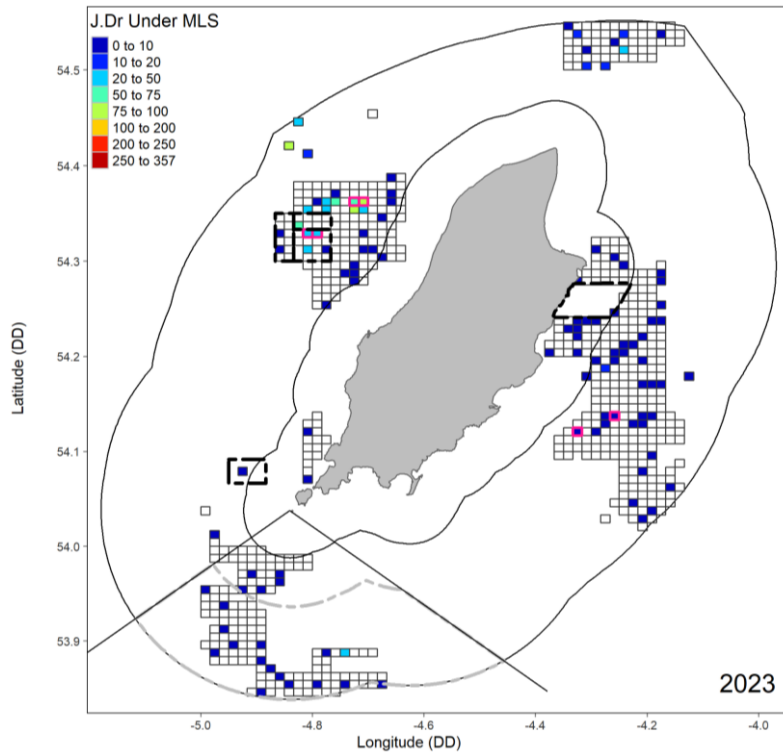 J.Dr Under MLS
0 to 10
10 to 20
20 to 50
50 to 75
75 to 100
100 to 200
200 to 250
250 to 357
54.5
54.4
54.3
54.2
54.1
54.0
53.9
Latitude (DD)
2023
-5.0
-4.8
-4.6
-4.4
-4.2
-4.0
Longitude (DD)